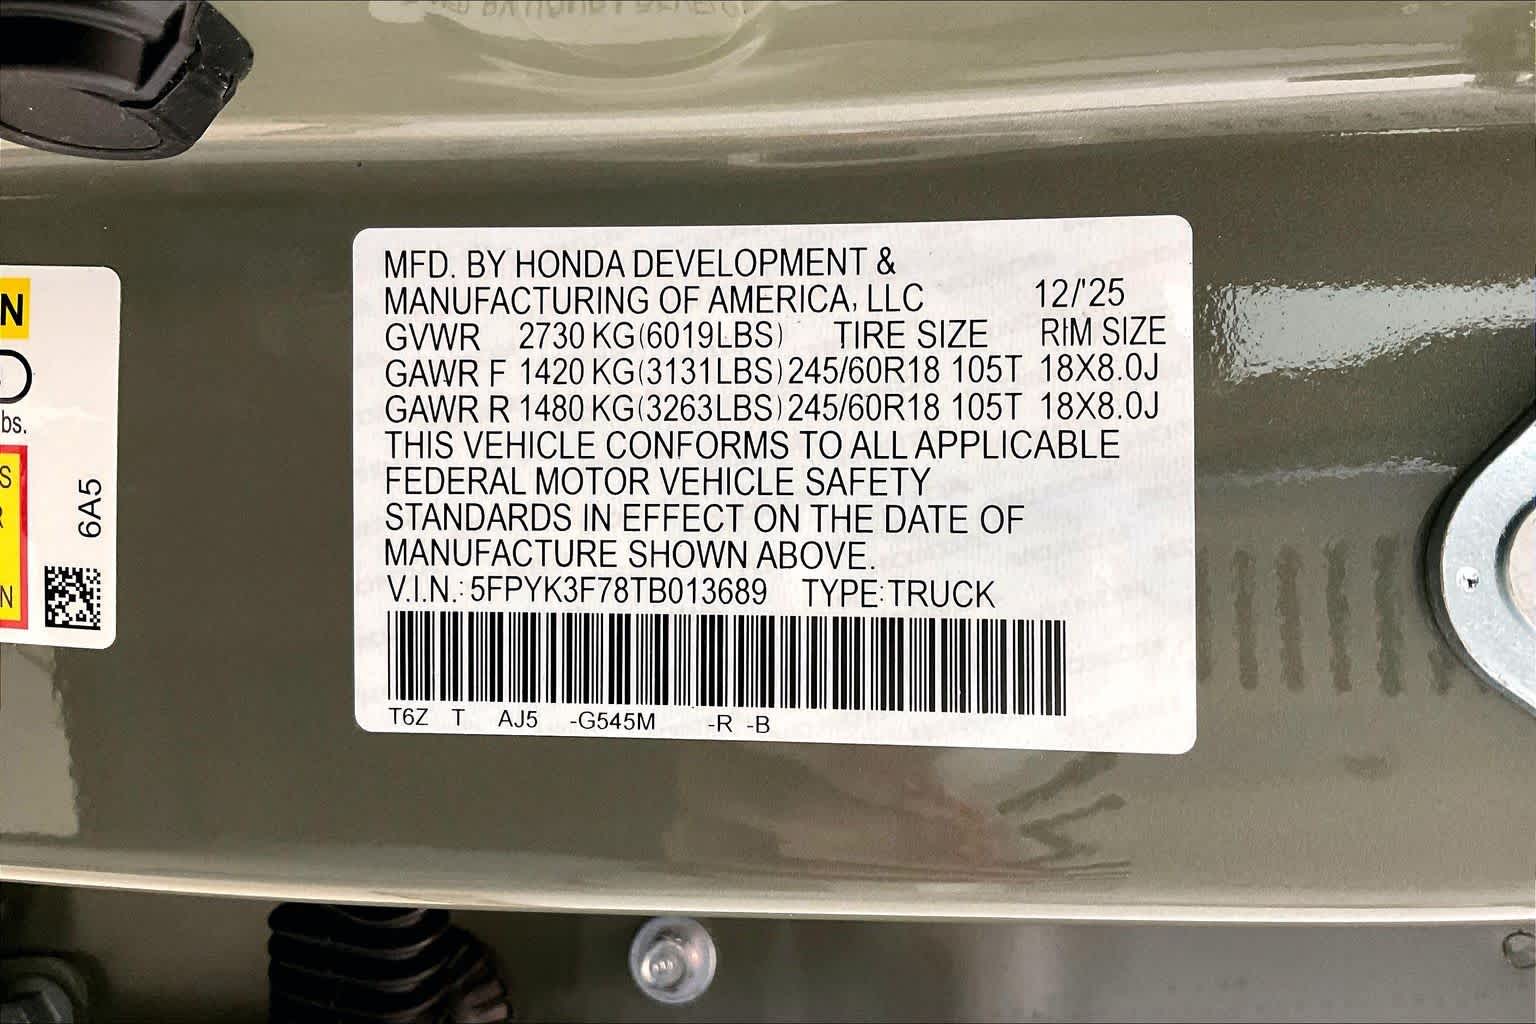 MFD. BY HONDA DEVELOPMENT &
MANUFACTURING OF AMERICA, LLC 12/'25
GVWR 2730 KG(6019LBS) TIRE SIZE RIM SIZE
GAWR F 1420 KG(3131LBS) 245/60R18 105T 18X8.0J
GAWR R 1480 KG(3263LBS) 245/60R18 105T 18X8.0J
THIS VEHICLE CONFORMS TO ALL APPLICABLE
FEDERAL MOTOR VEHICLE SAFETY
STANDARDS IN EFFECT ON THE DATE OF
MANUFACTURE SHOWN ABOVE.
V.I.N.: 5FPYK3F78TB013689 TYPE:TRUCK
T6Z T AJ5 -G545M -R -B
N
bs.
S
R
N
6A5